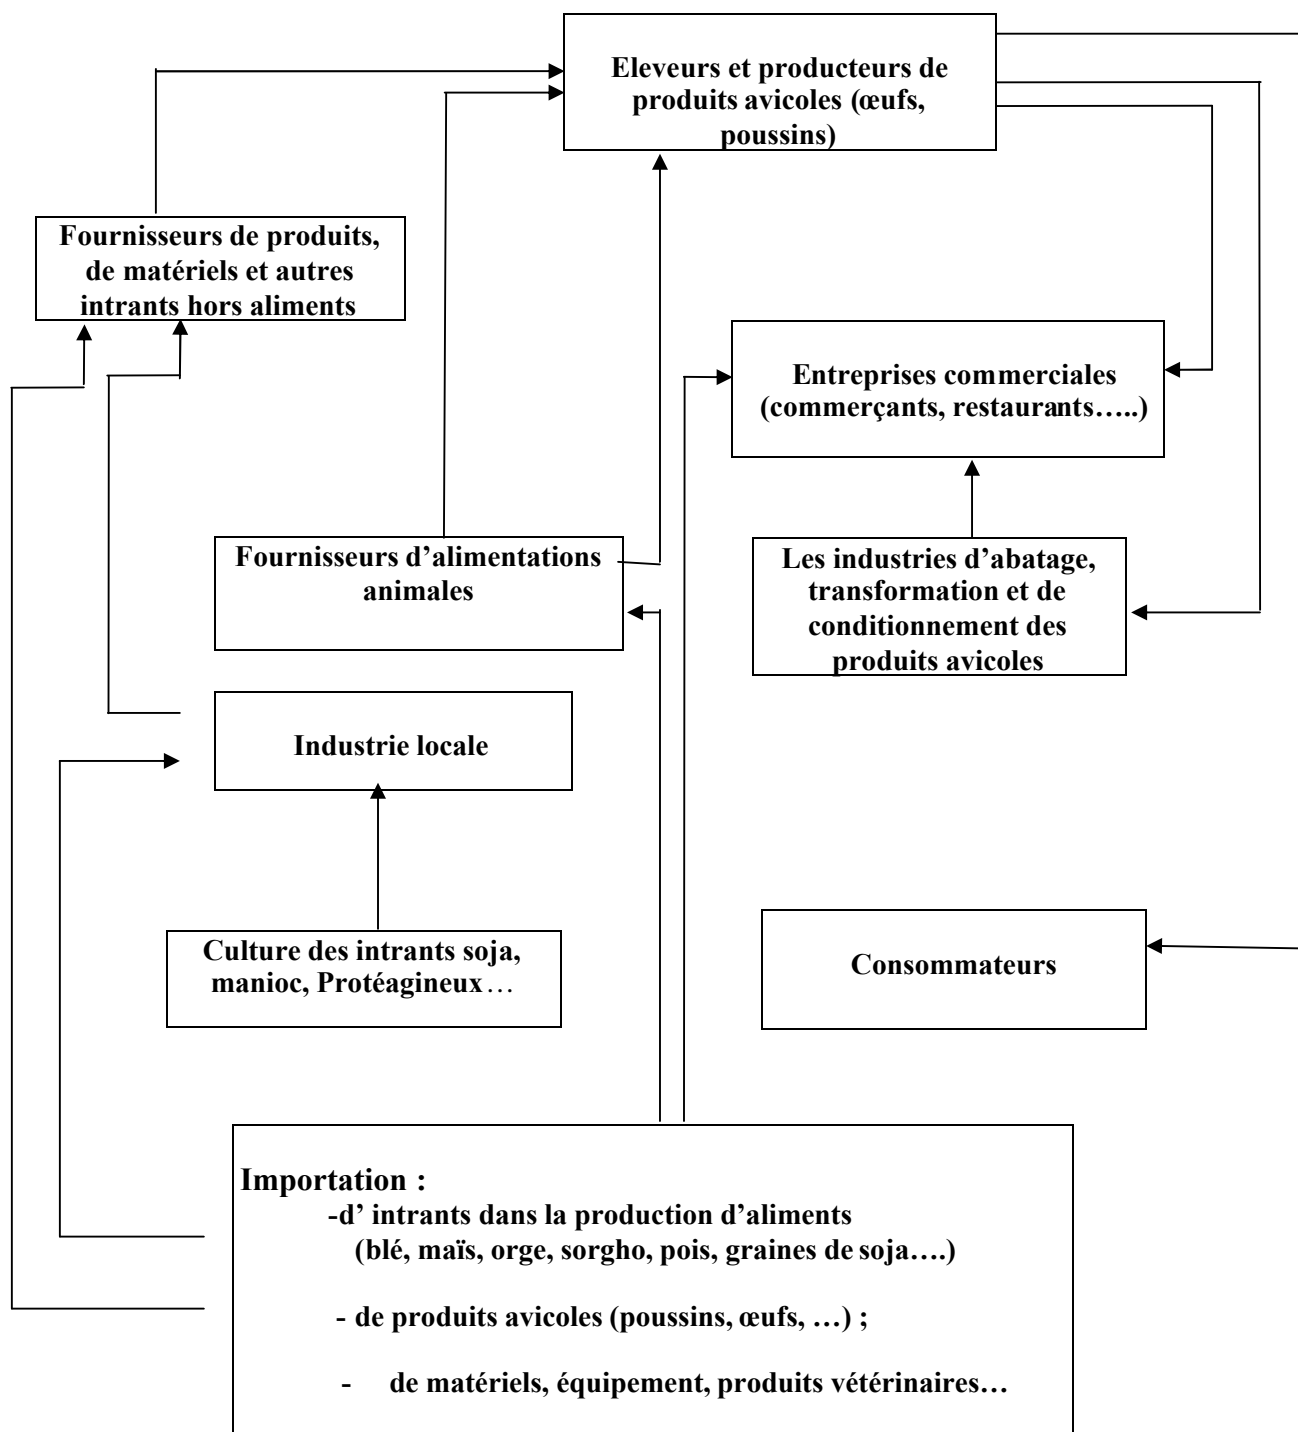 Eleveurs et producteurs de
produits avicoles (œufs,
poussins)
Fournisseurs de produits,
de matériels et autres
intrants hors aliments
Entreprises commerciales
(commerçants, restaurants…..)
Fournisseurs d’alimentations
animales
Les industries d’abatage,
transformation et de
conditionnement des
produits avicoles
Industrie locale
Culture des intrants soja,
manioc, Protéagineux…
Consommateurs
Importation :
-d’ intrants dans la production d’aliments
(blé, maïs, orge, sorgho, pois, graines de soja….)
- de produits avicoles (poussins, œufs, …) ;
- de matériels, équipement, produits vétérinaires…